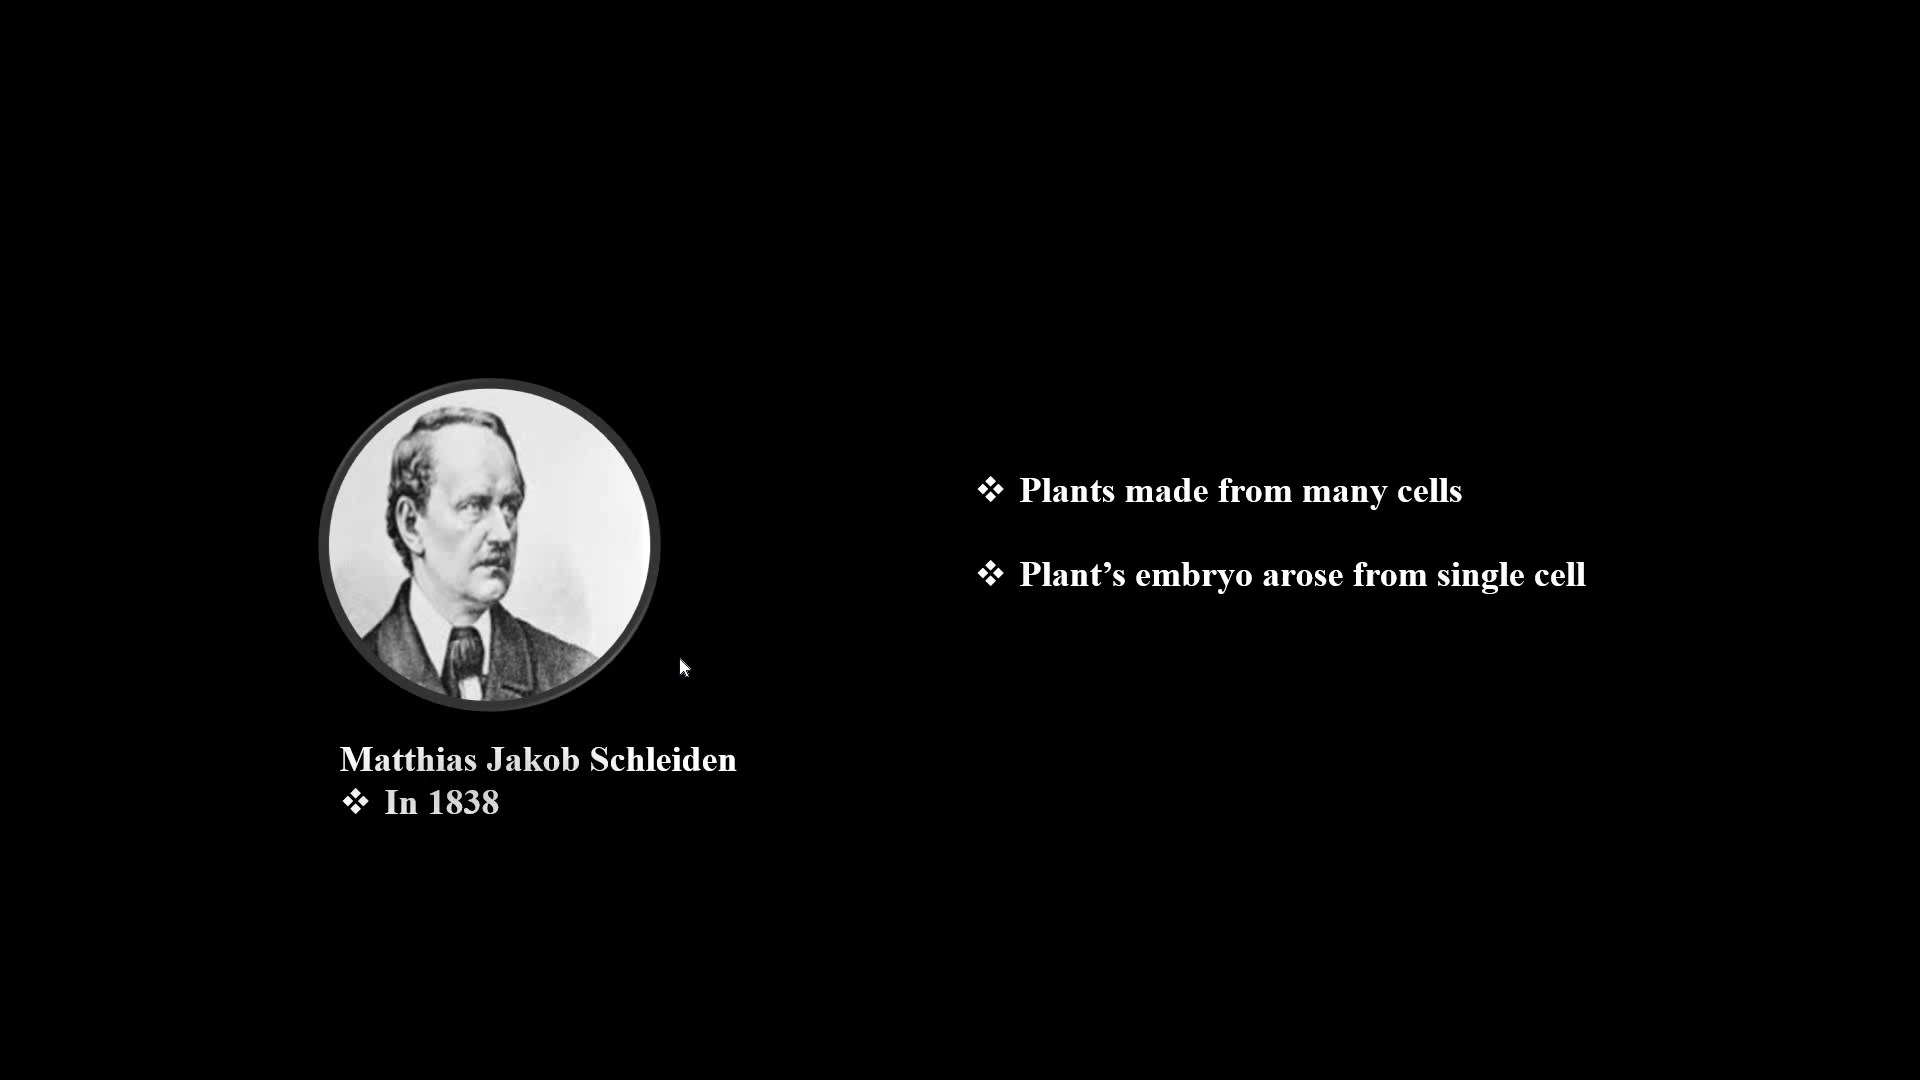 Plants made from many cells
Plant’s embryo arose from single cell
Matthias Jakob Schleiden
In 1838